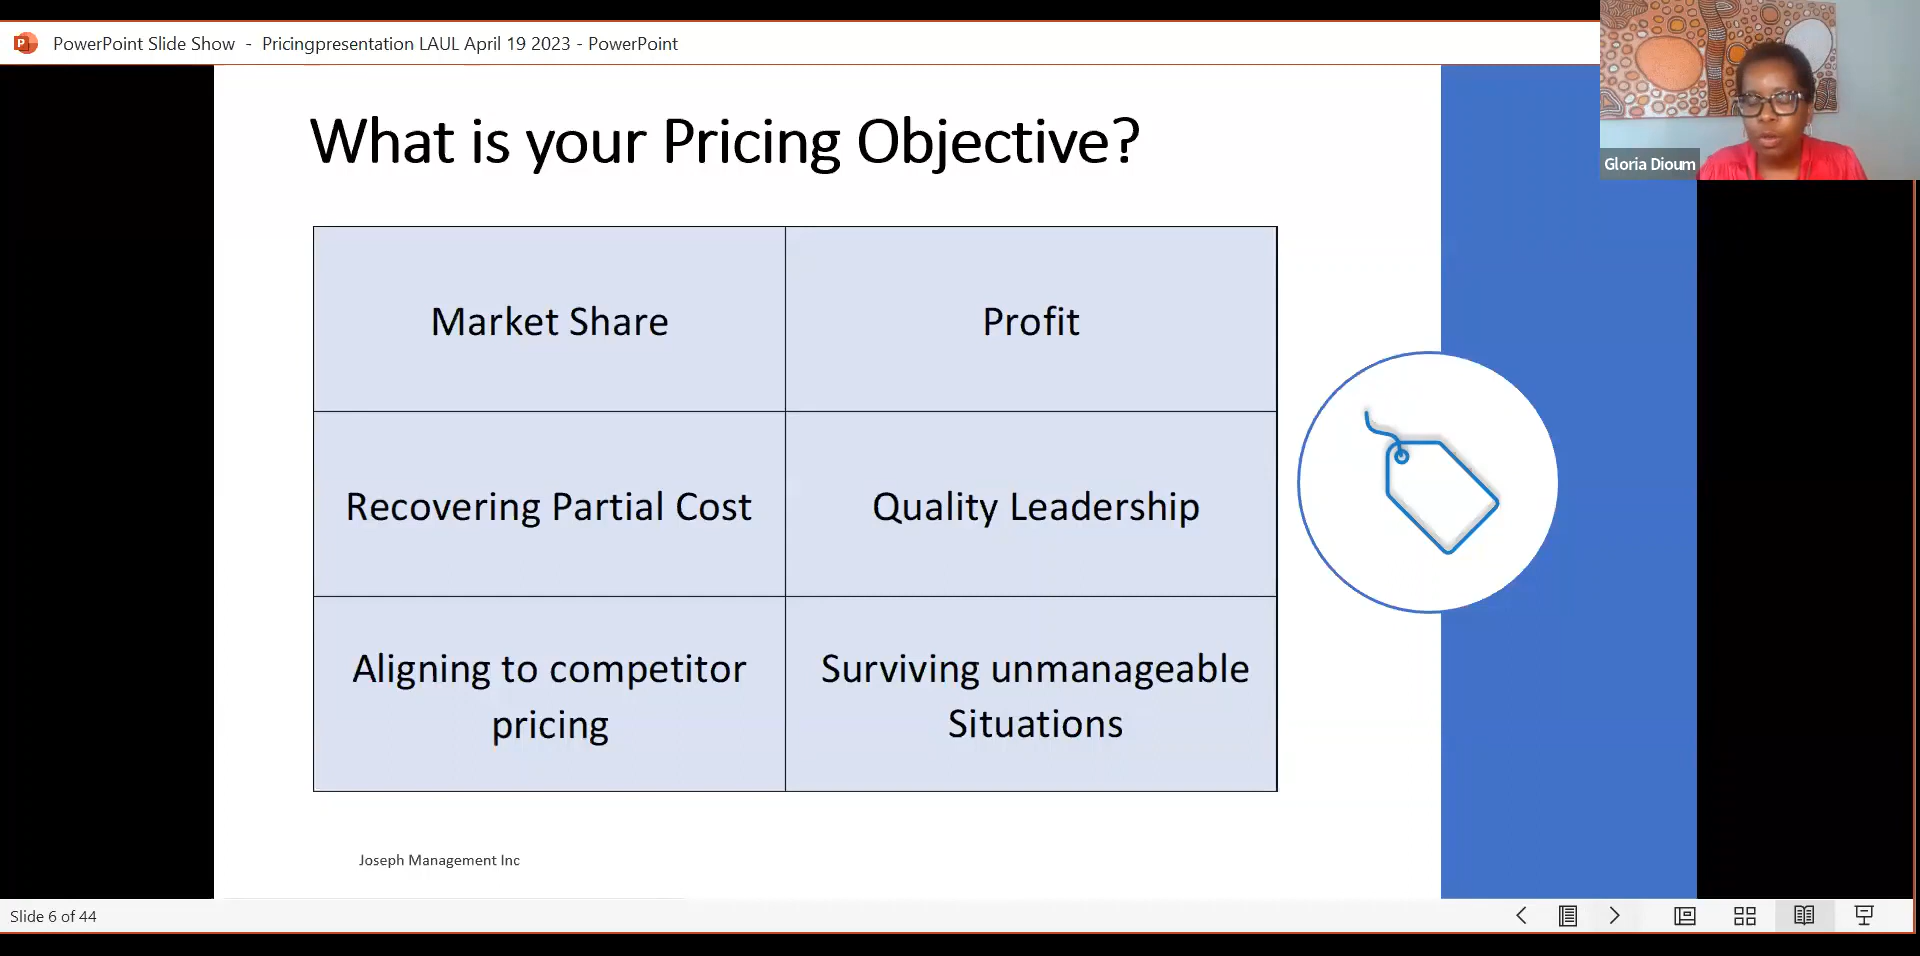 PowerPoint Slide Show - Pricingpresentation LAUL April 19 2023 - PowerPoint
Gloria Dioum
What is your Pricing Objective?
Market Share
Profit
Recovering Partial Cost
Quality Leadership
Aligning to competitor
pricing
Surviving unmanageable
Situations
Joseph Management Inc
Slide 6 of 44